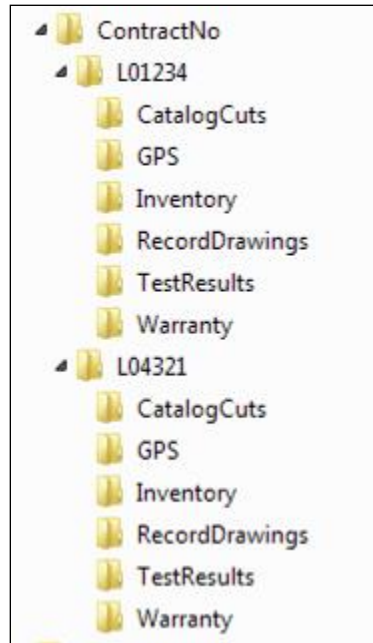 ContractNo
L01234
CatalogCuts
GPS
Inventory
RecordDrawings
TestResults
Warranty
L04321
CatalogCuts
GPS
Inventory
RecordDrawings
TestResults
Warranty